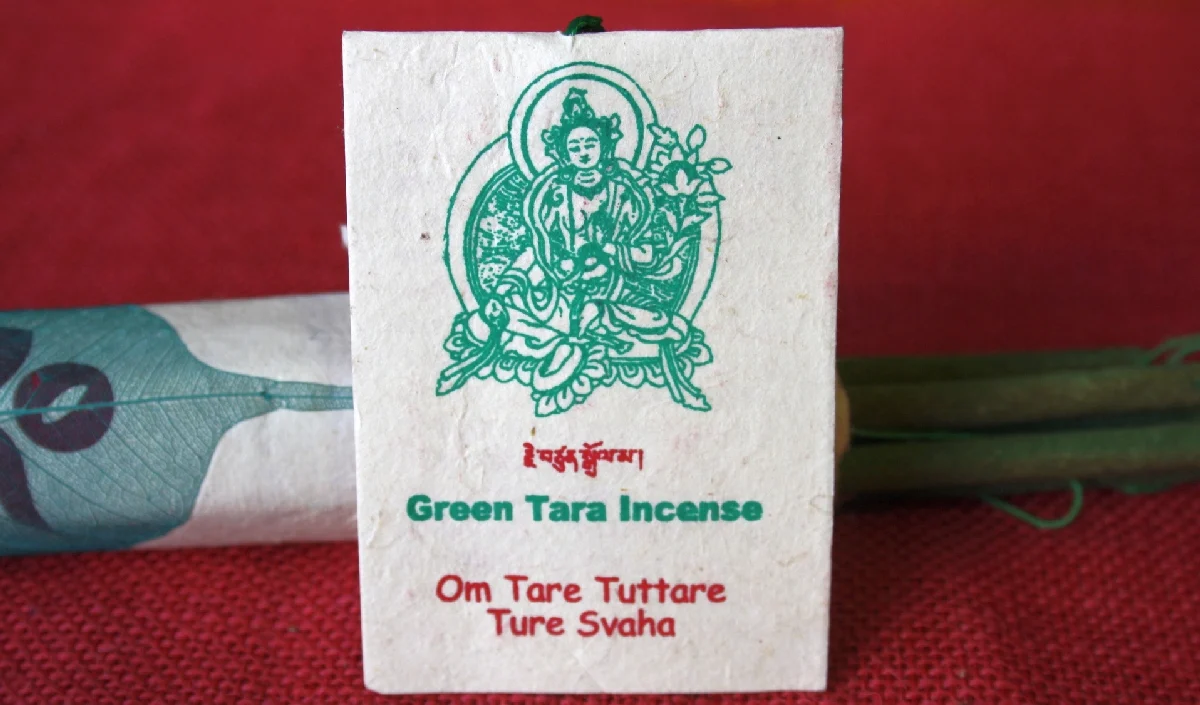 རྗེ་བཙུན་སྒྲོལ་མ།
Green Tara Incense
Om Tare Tuttare
Ture Svaha